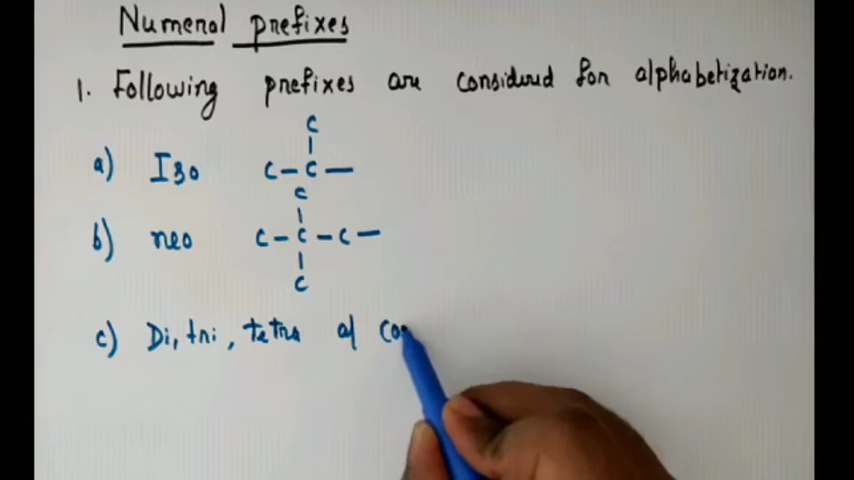 Numeral prefixes
1. Following prefixes are considered for alphabetization.
C
a) Iso C – C –
C
b) neo C – C – C –
C
c) Di, tri, tetra of Co